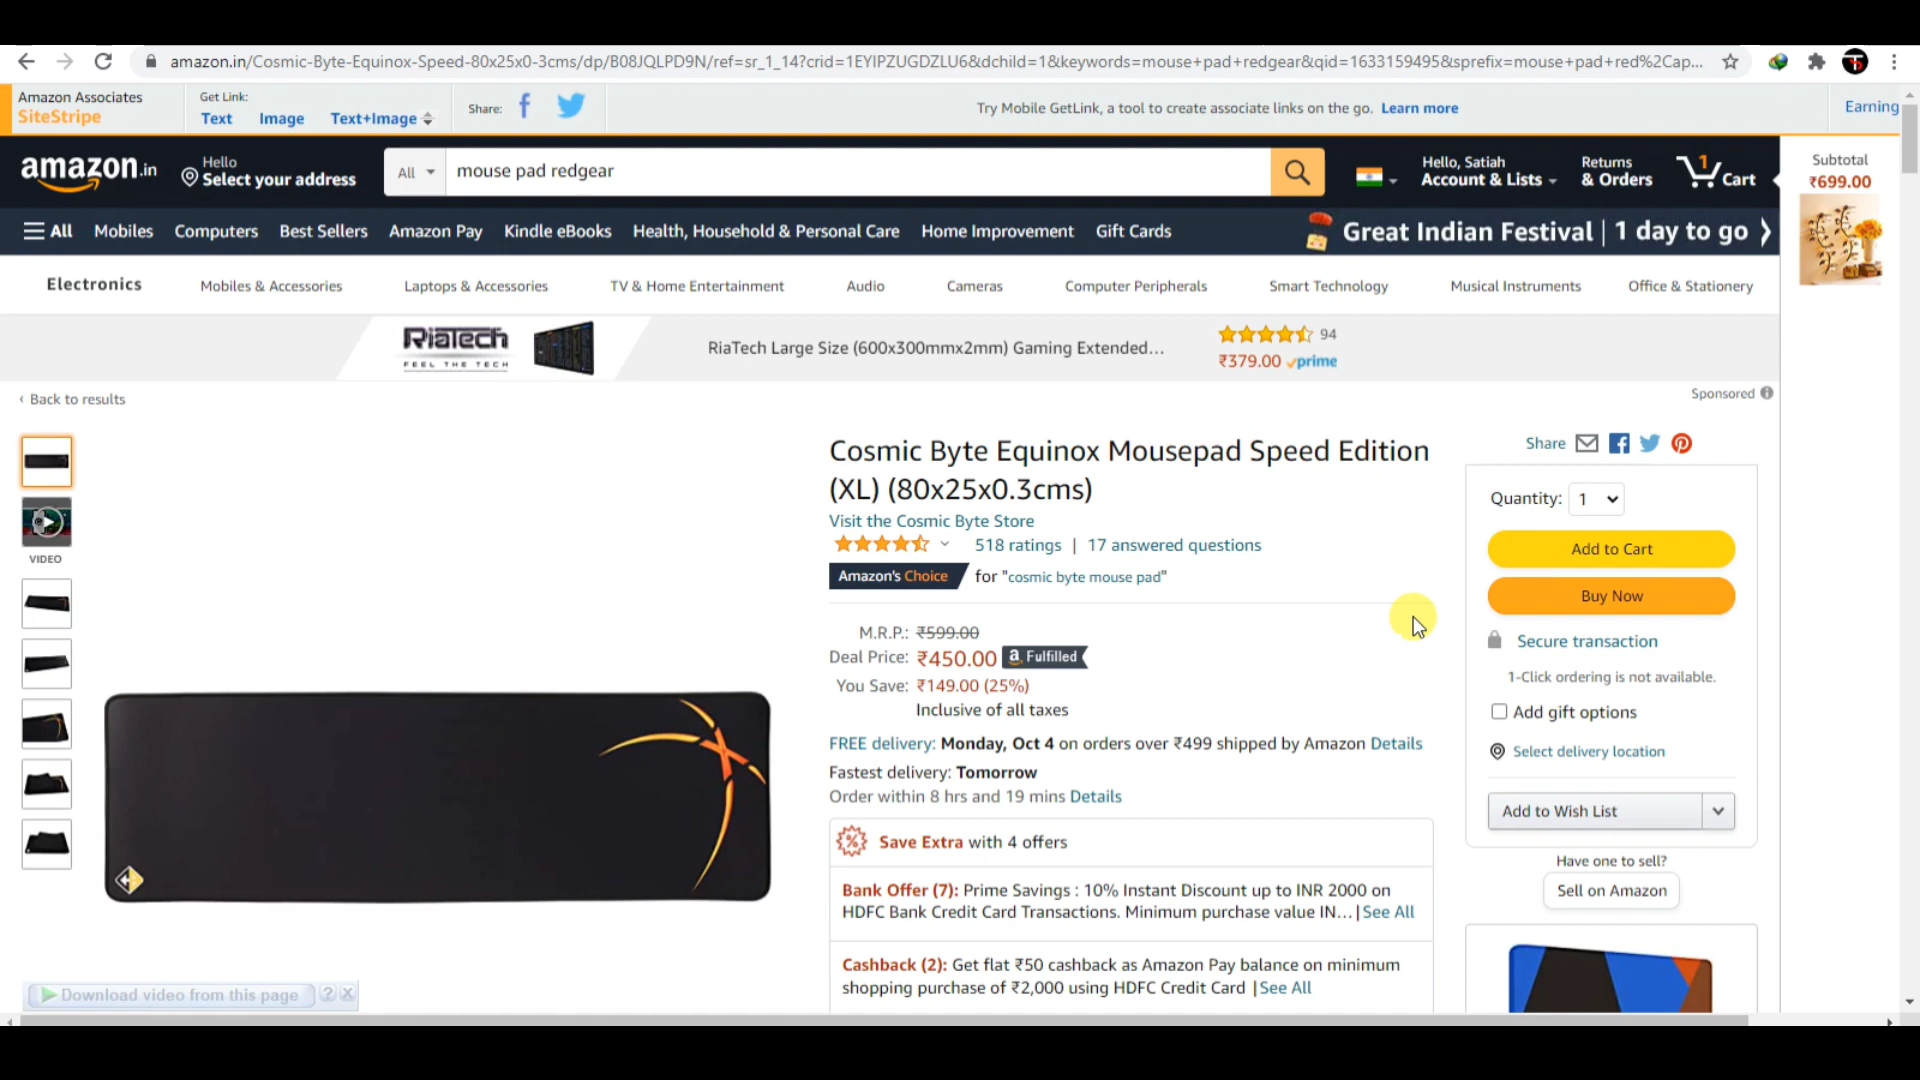 amazon.in/Cosmic-Byte-Equinox-Speed-80x25x0-3cms/dp/B08JQLPD9N/ref=sr_1_14?crid=1EYIPZUGDZLU6&dchild=1&keywords=mouse+pad+redgear&qid=1633159495&sprefix=mouse+pad+red%2Cap...
Amazon Associates
SiteStripe
Get Link:
Text Image Text+Image
Share:
Try Mobile GetLink, a tool to create associate links on the go. Learn more
Earning
amazon.in
Hello
Select your address
All
mouse pad redgear
Hello, Satiah
Account & Lists
Returns
& Orders
1
Cart
Subtotal
₹699.00
All Mobiles Computers Best Sellers Amazon Pay Kindle eBooks Health, Household & Personal Care Home Improvement Gift Cards
Great Indian Festival | 1 day to go
Electronics Mobiles & Accessories Laptops & Accessories TV & Home Entertainment Audio Cameras Computer Peripherals Smart Technology Musical Instruments Office & Stationery
RiaTech
FEEL THE TECH
RiaTech Large Size (600x300mmx2mm) Gaming Extended...
94
₹379.00 prime
Sponsored
‹ Back to results
VIDEO
Cosmic Byte Equinox Mousepad Speed Edition
(XL) (80x25x0.3cms)
Visit the Cosmic Byte Store
518 ratings | 17 answered questions
Amazon's Choice for "cosmic byte mouse pad"
M.R.P.: ₹599.00
Deal Price: ₹450.00 a Fulfilled
You Save: ₹149.00 (25%)
Inclusive of all taxes
FREE delivery: Monday, Oct 4 on orders over ₹499 shipped by Amazon Details
Fastest delivery: Tomorrow
Order within 8 hrs and 19 mins Details
Save Extra with 4 offers
Bank Offer (7): Prime Savings : 10% Instant Discount up to INR 2000 on
HDFC Bank Credit Card Transactions. Minimum purchase value IN... | See All
Cashback (2): Get flat ₹50 cashback as Amazon Pay balance on minimum
shopping purchase of ₹2,000 using HDFC Credit Card | See All
Share
Quantity: 1
Add to Cart
Buy Now
Secure transaction
1-Click ordering is not available.
Add gift options
Select delivery location
Add to Wish List
Have one to sell?
Sell on Amazon
Download video from this page ? X